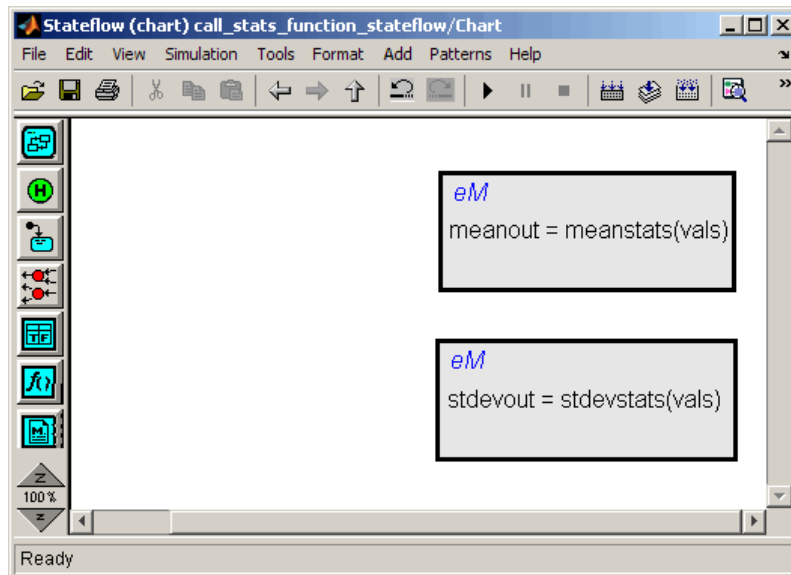 Stateflow (chart) call_stats_function_stateflow/Chart
File Edit View Simulation Tools Format Add Patterns Help
eM
meanout = meanstats(vals)
eM
stdevout = stdevstats(vals)
H
TF
f()
M
Z
100 %
Z
Ready